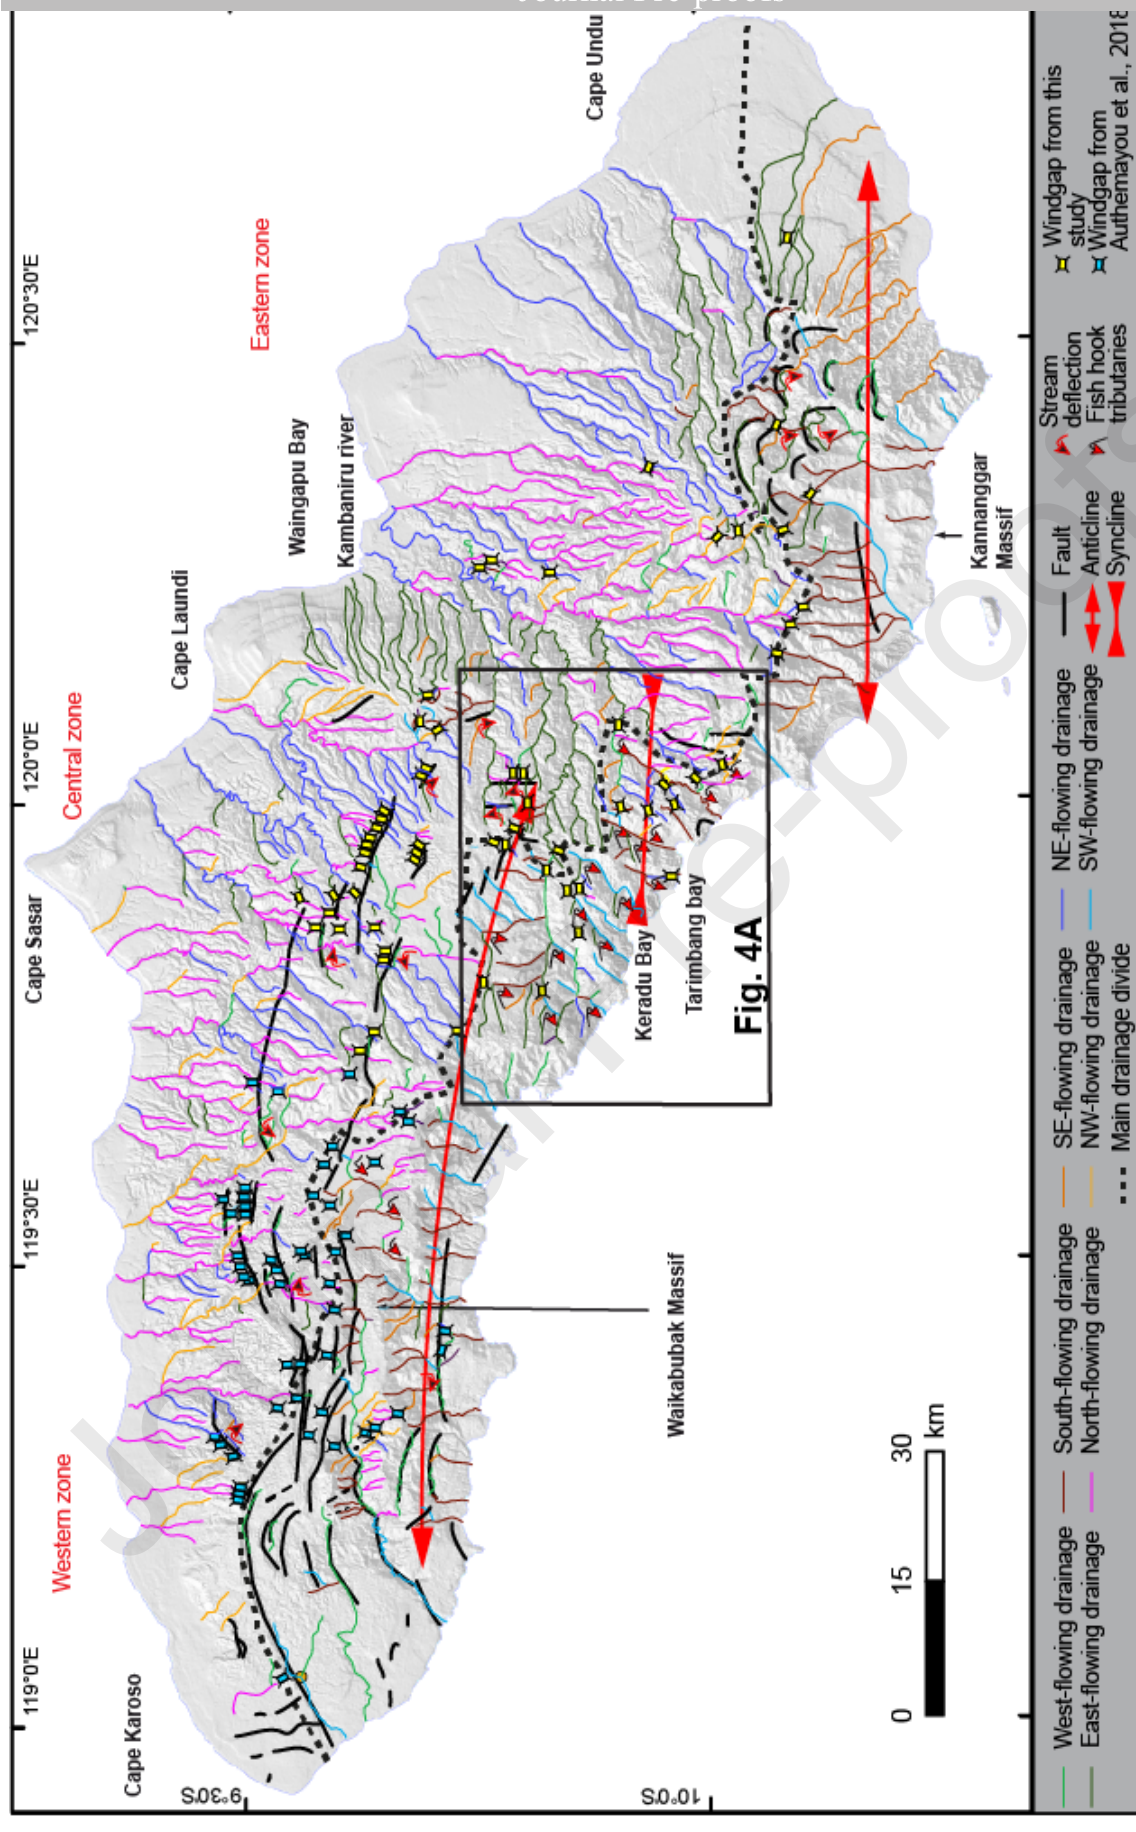 Journal Pre-proofs
119°0'E
119°30'E
120°0'E
120°30'E
9°30'S
10°0'S
Western zone
Central zone
Eastern zone
Cape Karoso
Cape Sasar
Cape Laundi
Waingapu Bay
Kambaniru river
Cape Undu
Waikabubak Massif
Keradu Bay
Tarimbang bay
Fig. 4A
Kannanggar
Massif
0 15 30
km
West-flowing drainage
East-flowing drainage
South-flowing drainage
North-flowing drainage
SE-flowing drainage
NW-flowing drainage
Main drainage divide
NE-flowing drainage
SW-flowing drainage
Fault
Anticline
Syncline
Stream
deflection
Fish hook
tributaries
Windgap from this
study
Windgap from
Authemayou et al., 2018